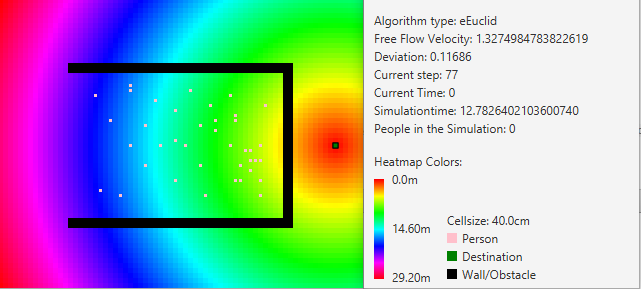 Algorithm type: eEuclid
Free Flow Velocity: 1.3274984783822619
Deviation: 0.11686
Current step: 77
Current Time: 0
Simulationtime: 12.7826402103600740
People in the Simulation: 0
Heatmap Colors:
0.0m
14.60m
29.20m
Cellsize: 40.0cm
Person
Destination
Wall/Obstacle